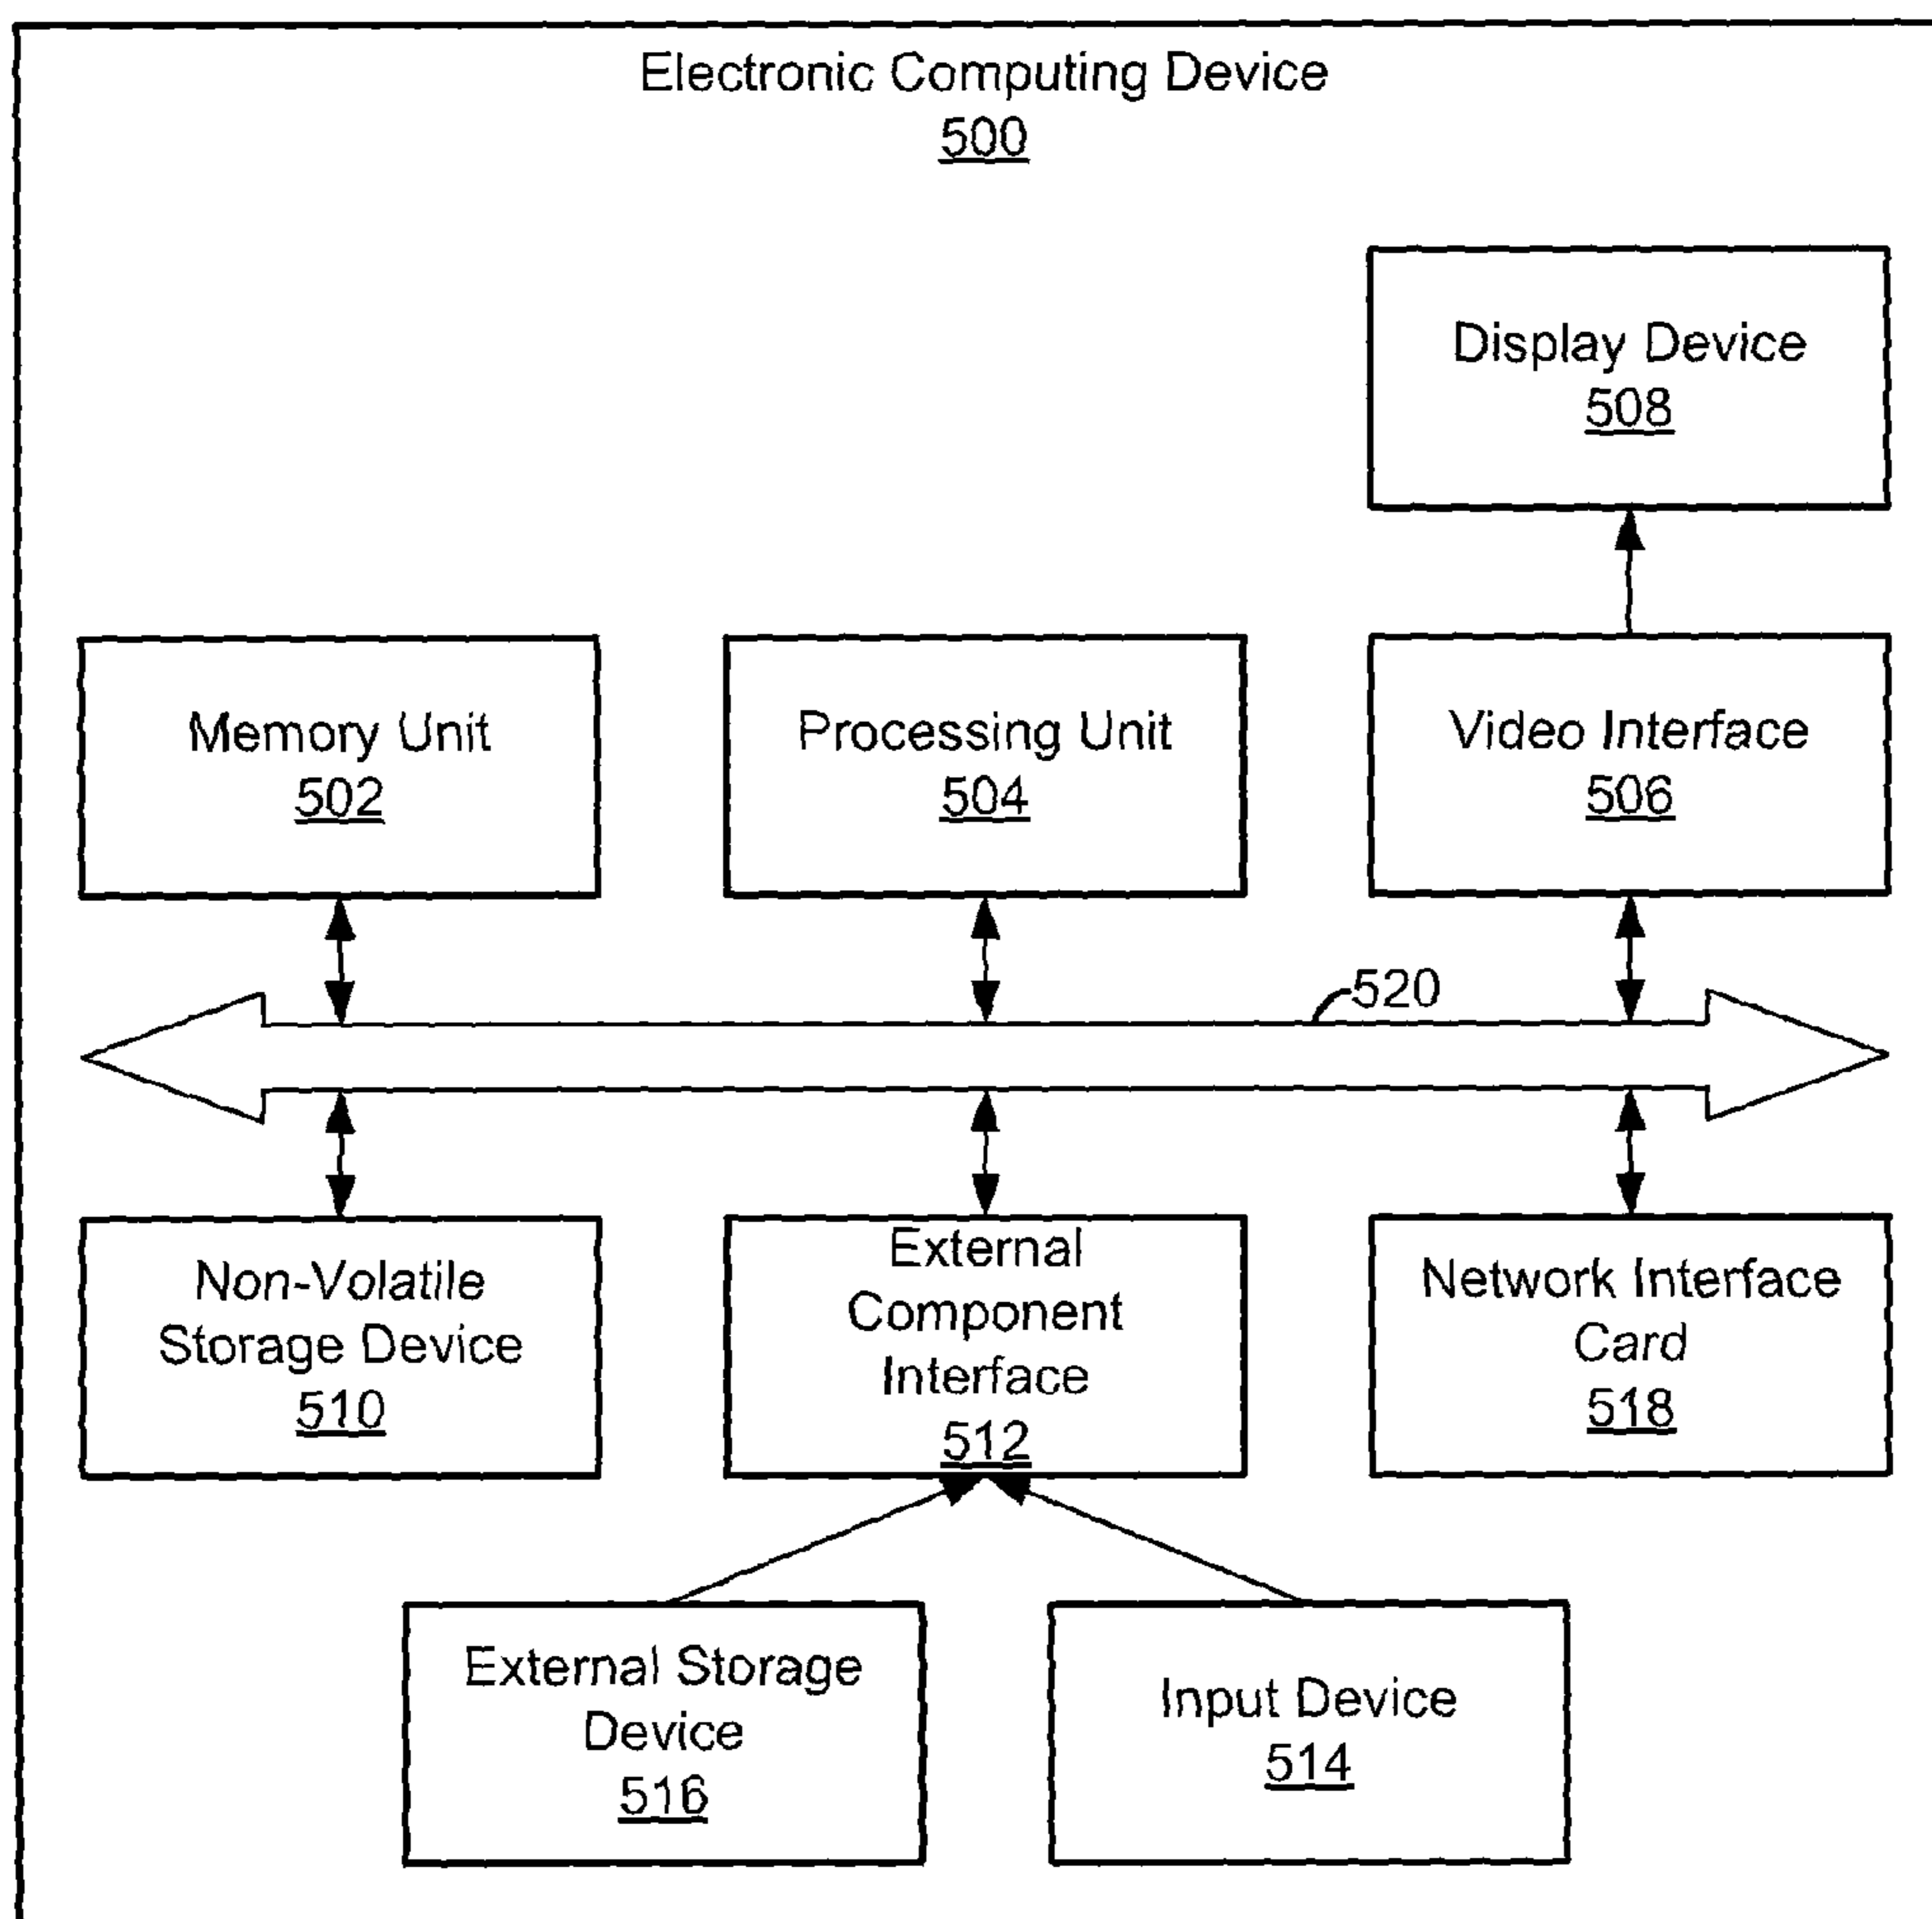 Electronic Computing Device
500
Display Device
508
Memory Unit
502
Processing Unit
504
Video Interface
506
520
Non-Volatile
Storage Device
510
External
Component
Interface
512
Network Interface
Card
518
External Storage
Device
516
Input Device
514